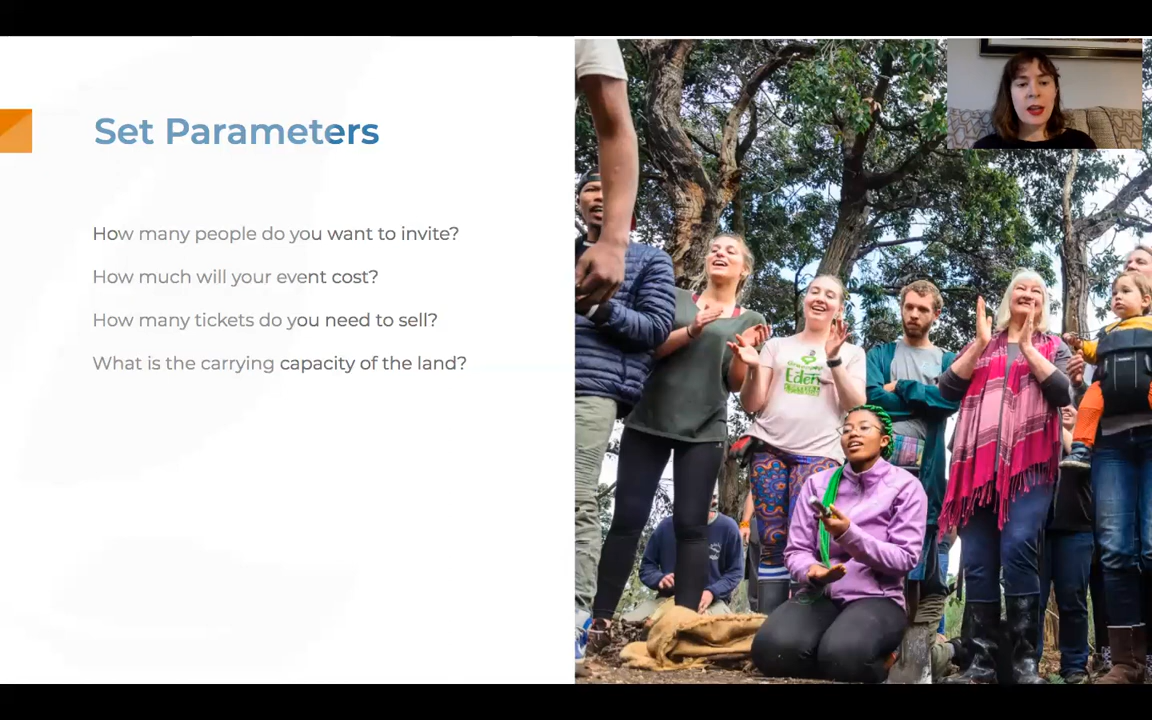 Set Parameters
How many people do you want to invite?
How much will your event cost?
How many tickets do you need to sell?
What is the carrying capacity of the land?
Eden